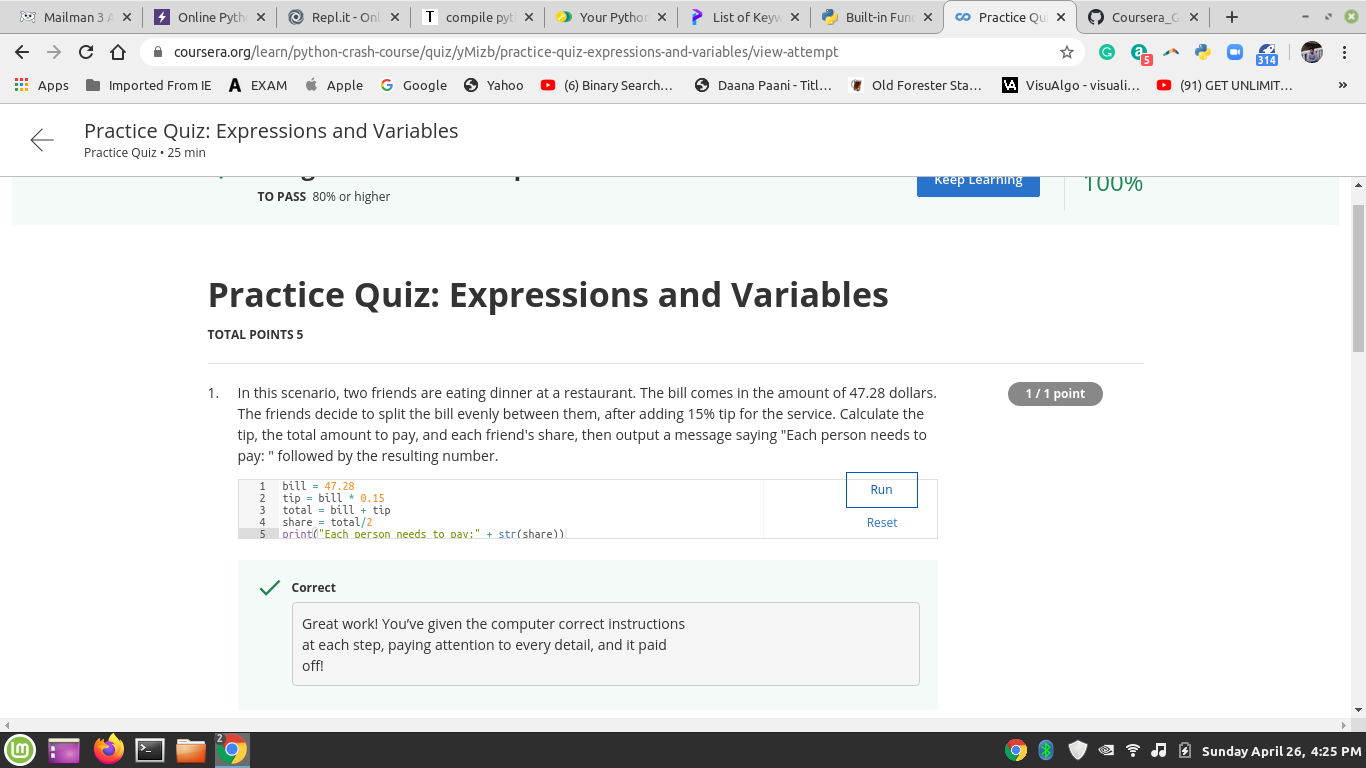 Mailman 3 A
Online Pyth
Repl.it - Onl
compile pyt
Your Python
List of Keyw
Built-in Func
Practice Qui
Coursera_G
coursera.org/learn/python-crash-course/quiz/yMizb/practice-quiz-expressions-and-variables/view-attempt
5
314
Apps
Imported From IE
EXAM
Apple
Google
Yahoo
(6) Binary Search...
Daana Paani - Titl...
Old Forester Sta...
VisuAlgo - visuali...
(91) GET UNLIMIT...
»
Practice Quiz: Expressions and Variables
Practice Quiz • 25 min
TO PASS 80% or higher
Keep Learning
100%
Practice Quiz: Expressions and Variables
TOTAL POINTS 5
1. In this scenario, two friends are eating dinner at a restaurant. The bill comes in the amount of 47.28 dollars.
The friends decide to split the bill evenly between them, after adding 15% tip for the service. Calculate the
tip, the total amount to pay, and each friend's share, then output a message saying "Each person needs to
pay: " followed by the resulting number.
1 / 1 point
1 bill = 47.28
2 tip = bill * 0.15
3 total = bill + tip
4 share = total/2
5 print("Each person needs to pay:" + str(share))
Run
Reset
Correct
Great work! You’ve given the computer correct instructions
at each step, paying attention to every detail, and it paid
off!
2
Sunday April 26, 4:25 PM